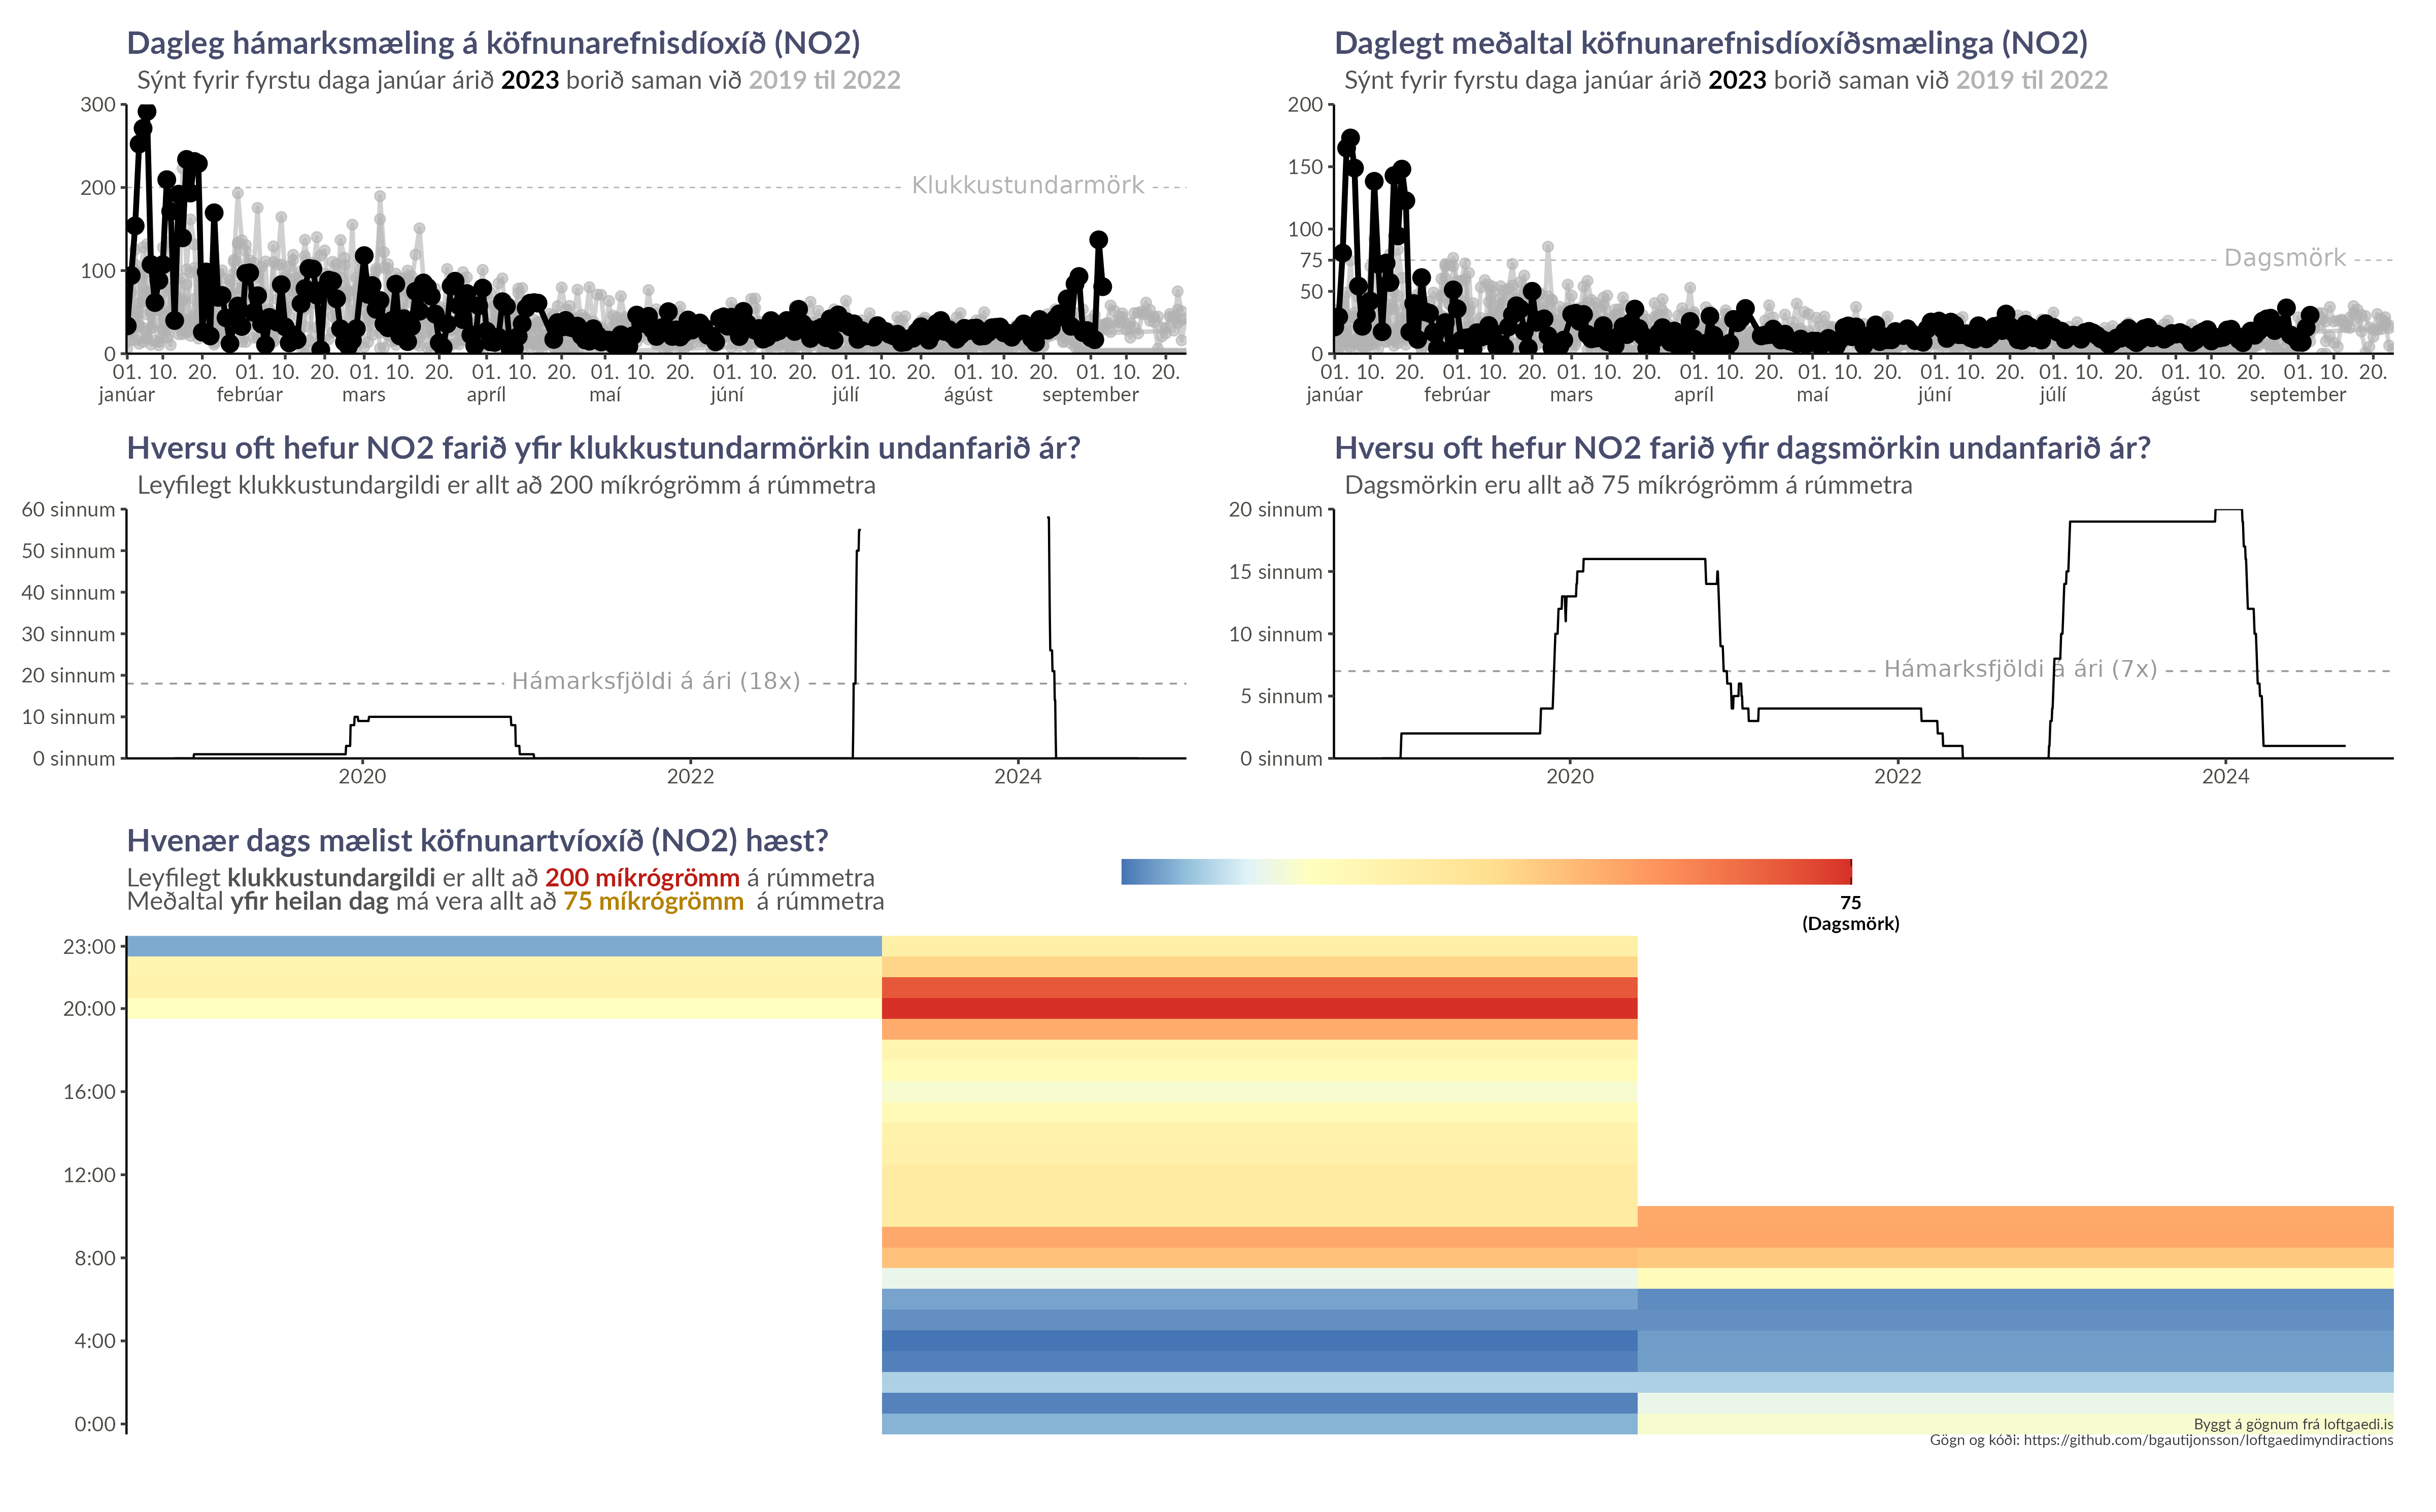 Dagleg hámarksmæling á köfnunarefnisdíoxíð (NO2)
Sýnt fyrir fyrstu daga janúar árið 2023 borið saman við 2019 til 2022
300
200
100
0
Klukkustundarmörk
01. 10. 20. 01. 10. 20. 01. 10. 20. 01. 10. 20. 01. 10. 20. 01. 10. 20. 01. 10. 20. 01. 10. 20. 01. 10. 20.
janúar febrúar mars apríl maí júní júlí ágúst september
Daglegt meðaltal köfnunarefnisdíoxíðsmælinga (NO2)
Sýnt fyrir fyrstu daga janúar árið 2023 borið saman við 2019 til 2022
200
150
100
75
50
0
Dagsmörk
01. 10. 20. 01. 10. 20. 01. 10. 20. 01. 10. 20. 01. 10. 20. 01. 10. 20. 01. 10. 20. 01. 10. 20. 01. 10. 20.
janúar febrúar mars apríl maí júní júlí ágúst september
Hversu oft hefur NO2 farið yfir klukkustundarmörkin undanfarið ár?
Leyfilegt klukkustundargildi er allt að 200 míkrógrömm á rúmmetra
60 sinnum
50 sinnum
40 sinnum
30 sinnum
20 sinnum
10 sinnum
0 sinnum
Hámarksfjöldi á ári (18x)
2020 2022 2024
Hversu oft hefur NO2 farið yfir dagsmörkin undanfarið ár?
Dagsmörkin eru allt að 75 míkrógrömm á rúmmetra
20 sinnum
15 sinnum
10 sinnum
5 sinnum
0 sinnum
Hámarksfjöldi á ári (7x)
2020 2022 2024
Hvenær dags mælist köfnunartvíoxíð (NO2) hæst?
Leyfilegt klukkustundargildi er allt að 200 míkrógrömm á rúmmetra
Meðaltal yfir heilan dag má vera allt að 75 míkrógrömm á rúmmetra
75
(Dagsmörk)
23:00
20:00
16:00
12:00
8:00
4:00
0:00
Byggt á gögnum frá loftgaedi.is
Gögn og kóði: https://github.com/bgautijonsson/loftgaedimyndiractions